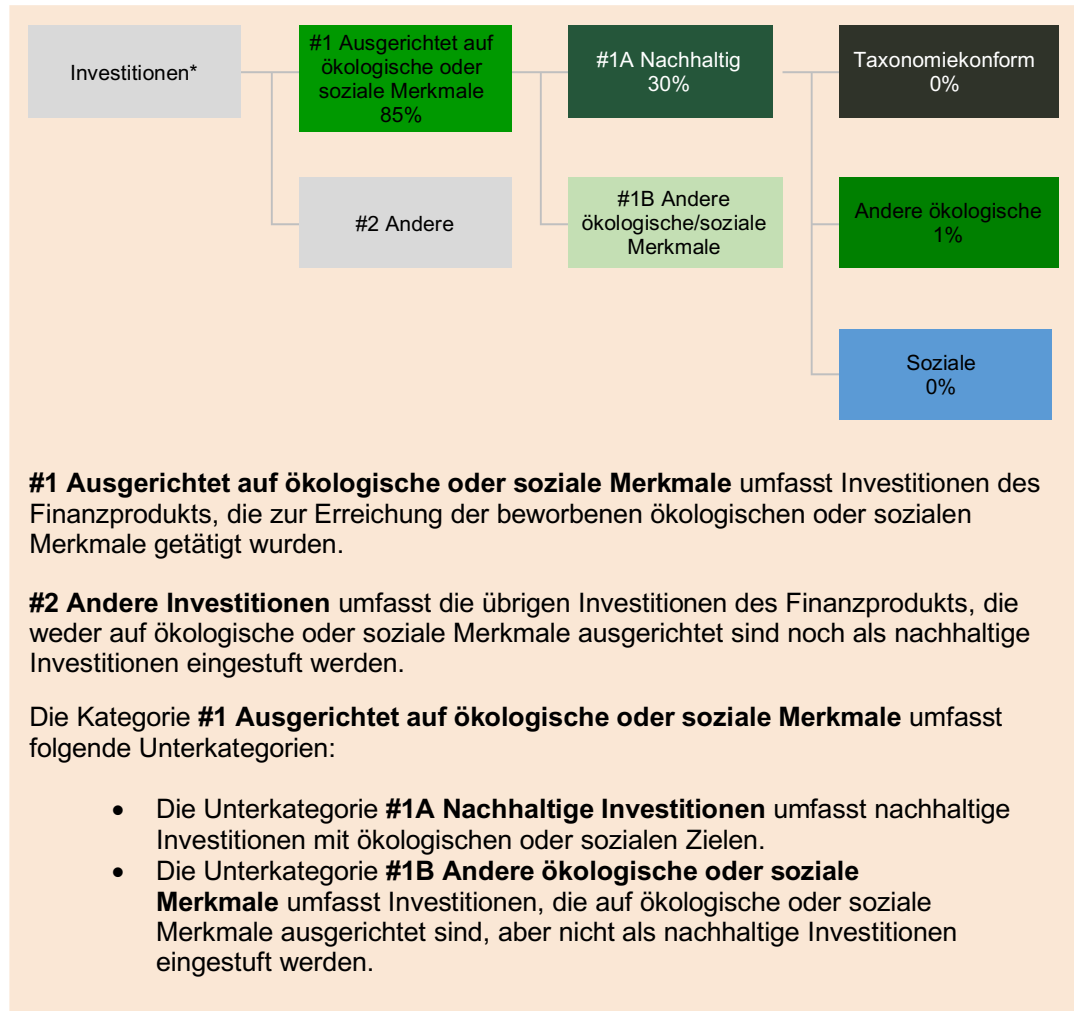 Investitionen*
#1 Ausgerichtet auf
ökologische oder
soziale Merkmale
85%
#1A Nachhaltig
30%
Taxonomiekonform
0%
#2 Andere
#1B Andere
ökologische/soziale
Merkmale
Andere ökologische
1%
Soziale
0%
#1 Ausgerichtet auf ökologische oder soziale Merkmale umfasst Investitionen des
Finanzprodukts, die zur Erreichung der beworbenen ökologischen oder sozialen
Merkmale getätigt wurden.
#2 Andere Investitionen umfasst die übrigen Investitionen des Finanzprodukts, die
weder auf ökologische oder soziale Merkmale ausgerichtet sind noch als nachhaltige
Investitionen eingestuft werden.
Die Kategorie #1 Ausgerichtet auf ökologische oder soziale Merkmale umfasst
folgende Unterkategorien:
• Die Unterkategorie #1A Nachhaltige Investitionen umfasst nachhaltige
Investitionen mit ökologischen oder sozialen Zielen.
• Die Unterkategorie #1B Andere ökologische oder soziale
Merkmale umfasst Investitionen, die auf ökologische oder soziale
Merkmale ausgerichtet sind, aber nicht als nachhaltige Investitionen
eingestuft werden.